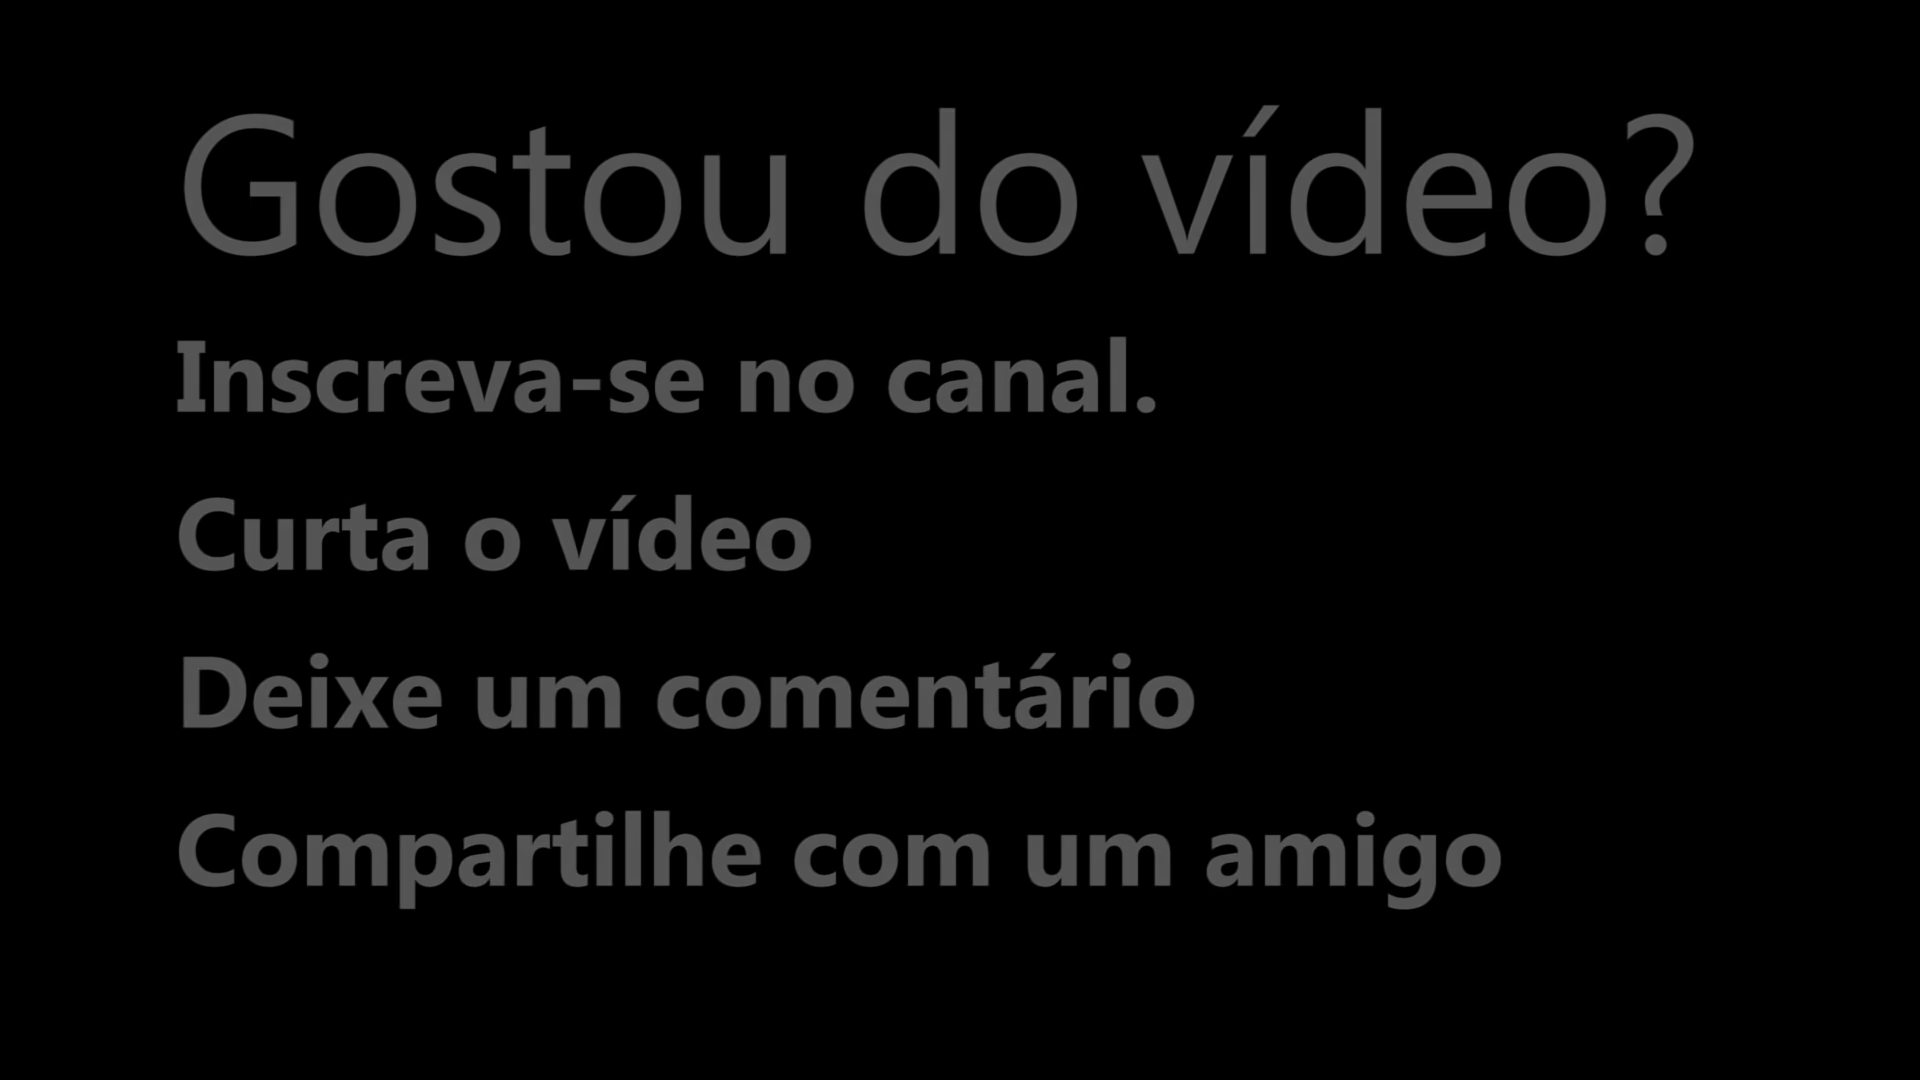 Gostou do vídeo?
Inscreva-se no canal.
Curta o vídeo
Deixe um comentário
Compartilhe com um amigo